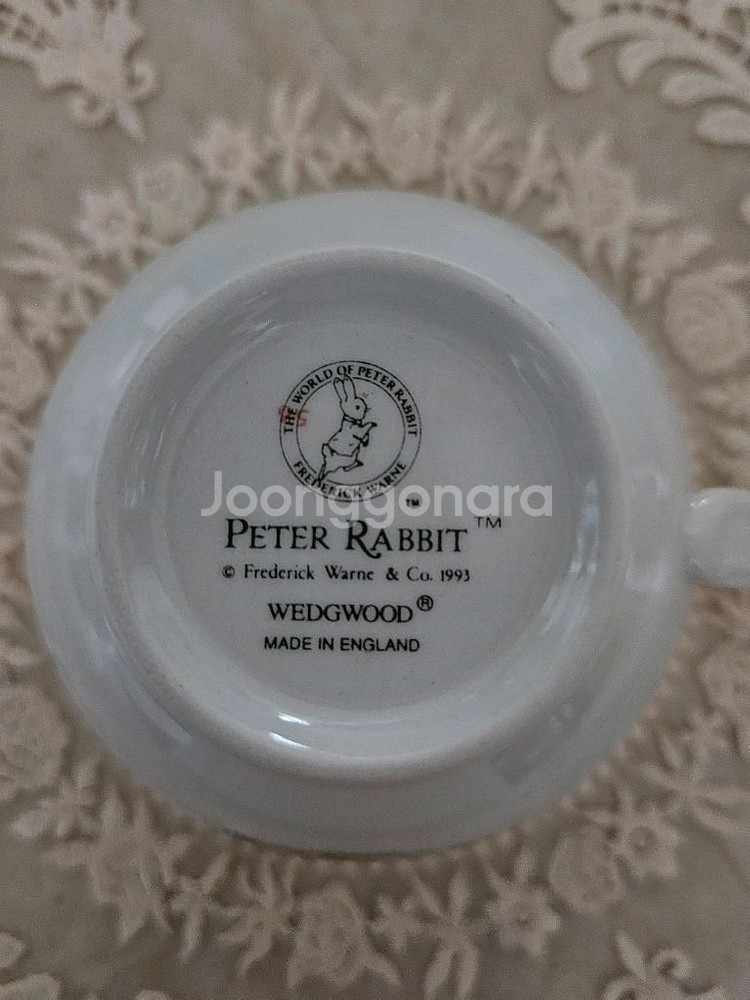 THE WORLD OF PETER RABBIT
FREDERICK WARNE
TM
Joonggonara
PETER RABBIT™
© Frederick Warne & Co. 1993
WEDGWOOD®
MADE IN ENGLAND